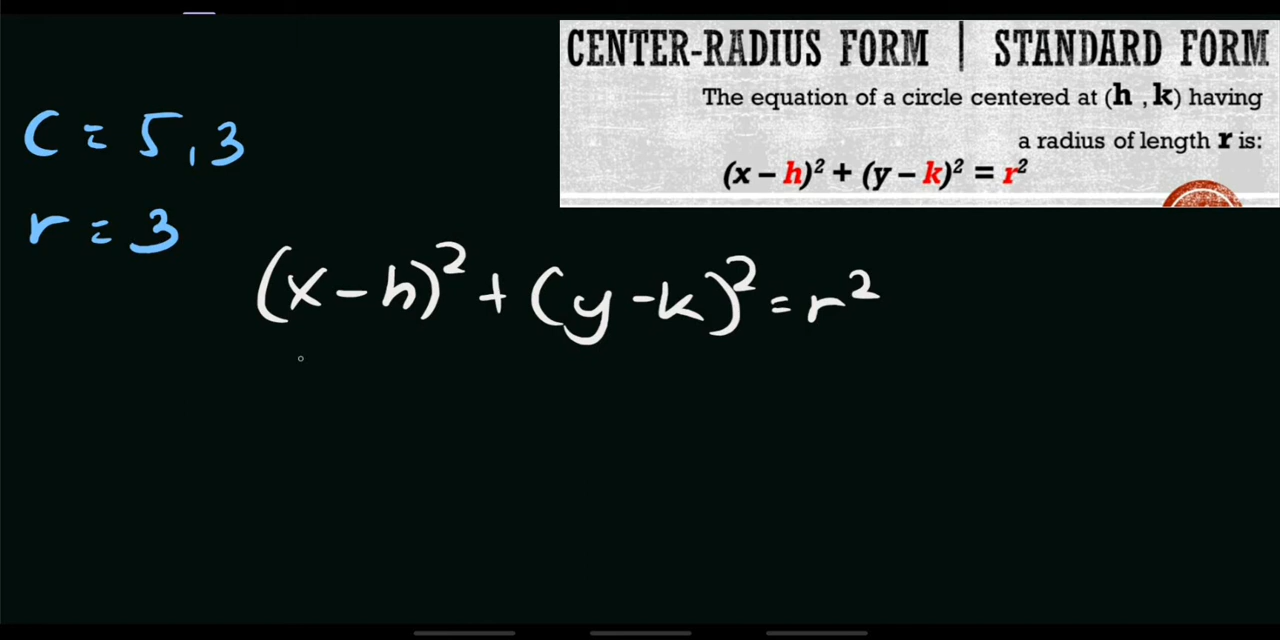 CENTER-RADIUS FORM | STANDARD FORM
The equation of a circle centered at (h , k) having
a radius of length r is:
(x – h)² + (y – k)² = r²
C = 5, 3
r = 3
(x - h)² + (y - k)² = r²